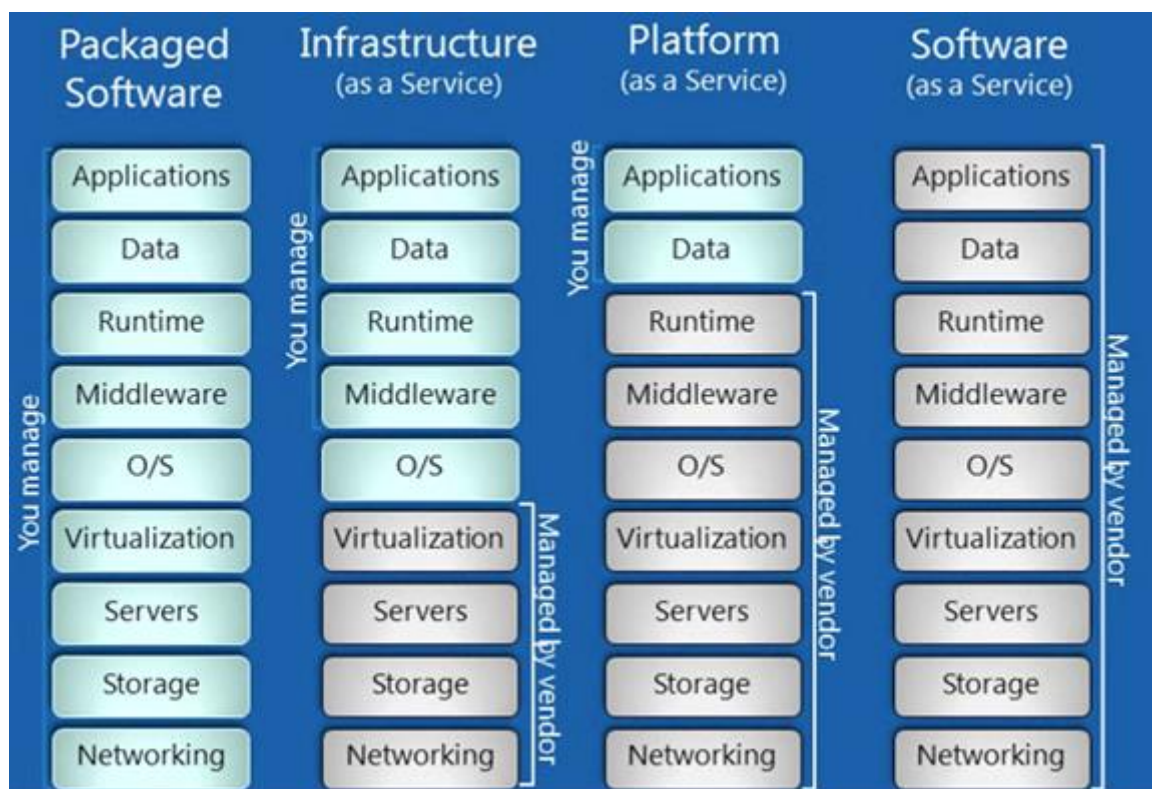 Packaged
Software
You manage
Applications
Data
Runtime
Middleware
O/S
Virtualization
Servers
Storage
Networking
Infrastructure
(as a Service)
You manage
Applications
Data
Runtime
Middleware
O/S
Virtualization
Servers
Storage
Networking
Managed by vendor
Platform
(as a Service)
You manage
Applications
Data
Runtime
Middleware
O/S
Virtualization
Servers
Storage
Networking
Managed by vendor
Software
(as a Service)
Applications
Data
Runtime
Middleware
O/S
Virtualization
Servers
Storage
Networking
Managed by vendor